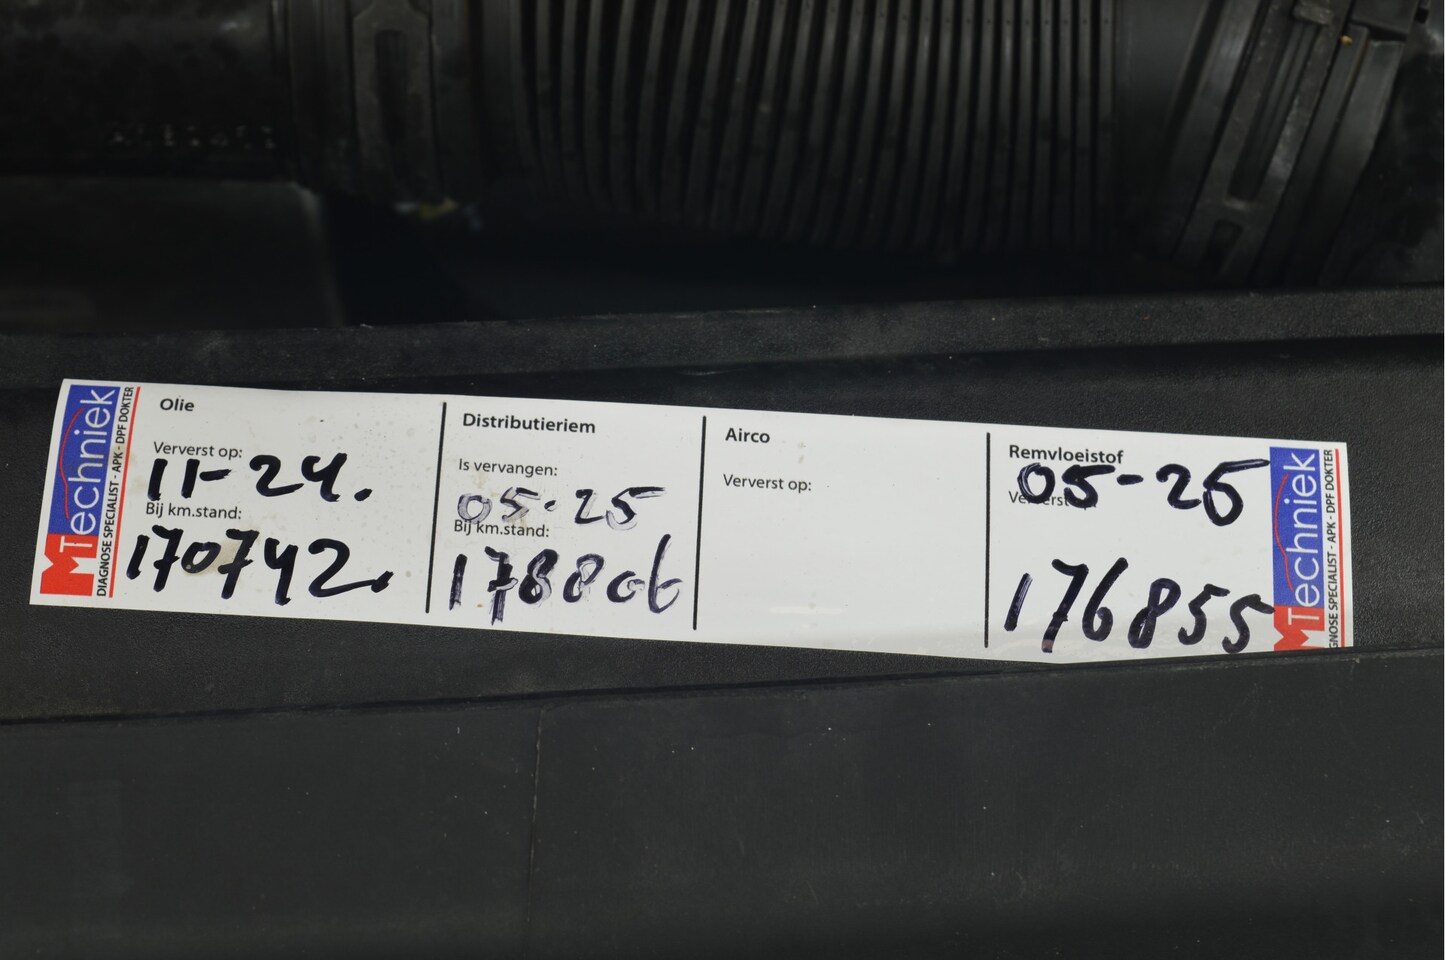 MTechniek
DIAGNOSE SPECIALIST - APK - DPF DOKTER
Olie
Ververst op:
11-24.
Bij km.stand:
170742.
Distributieriem
Is vervangen:
05-25
Bij km.stand:
178806
Airco
Ververst op:
Remvloeistof
05-25
176855
MTechniek
GNOSE SPECIALIST - APK - DPF DOKTER